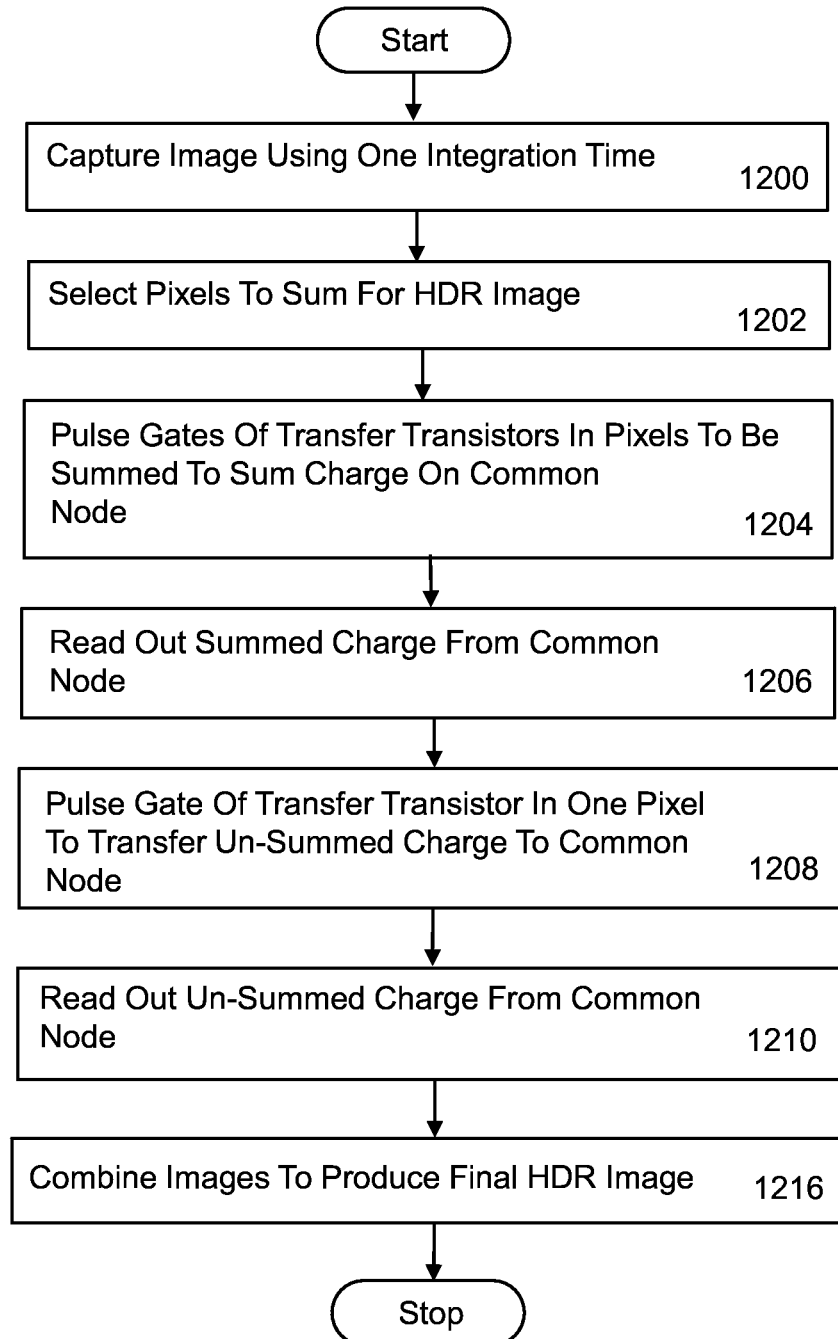 Start
Capture Image Using One Integration Time
1200
Select Pixels To Sum For HDR Image
1202
Pulse Gates Of Transfer Transistors In Pixels To Be
Summed To Sum Charge On Common
Node
1204
Read Out Summed Charge From Common
Node
1206
Pulse Gate Of Transfer Transistor In One Pixel
To Transfer Un-Summed Charge To Common
Node
1208
Read Out Un-Summed Charge From Common
Node
1210
Combine Images To Produce Final HDR Image
1216
Stop